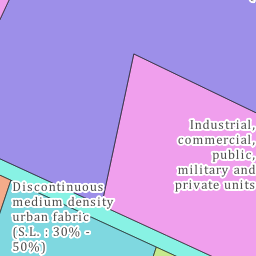 Industrial,
commercial,
public,
military and
private units
Discontinuous
medium density
urban fabric
(S.L. : 30% -
50%)